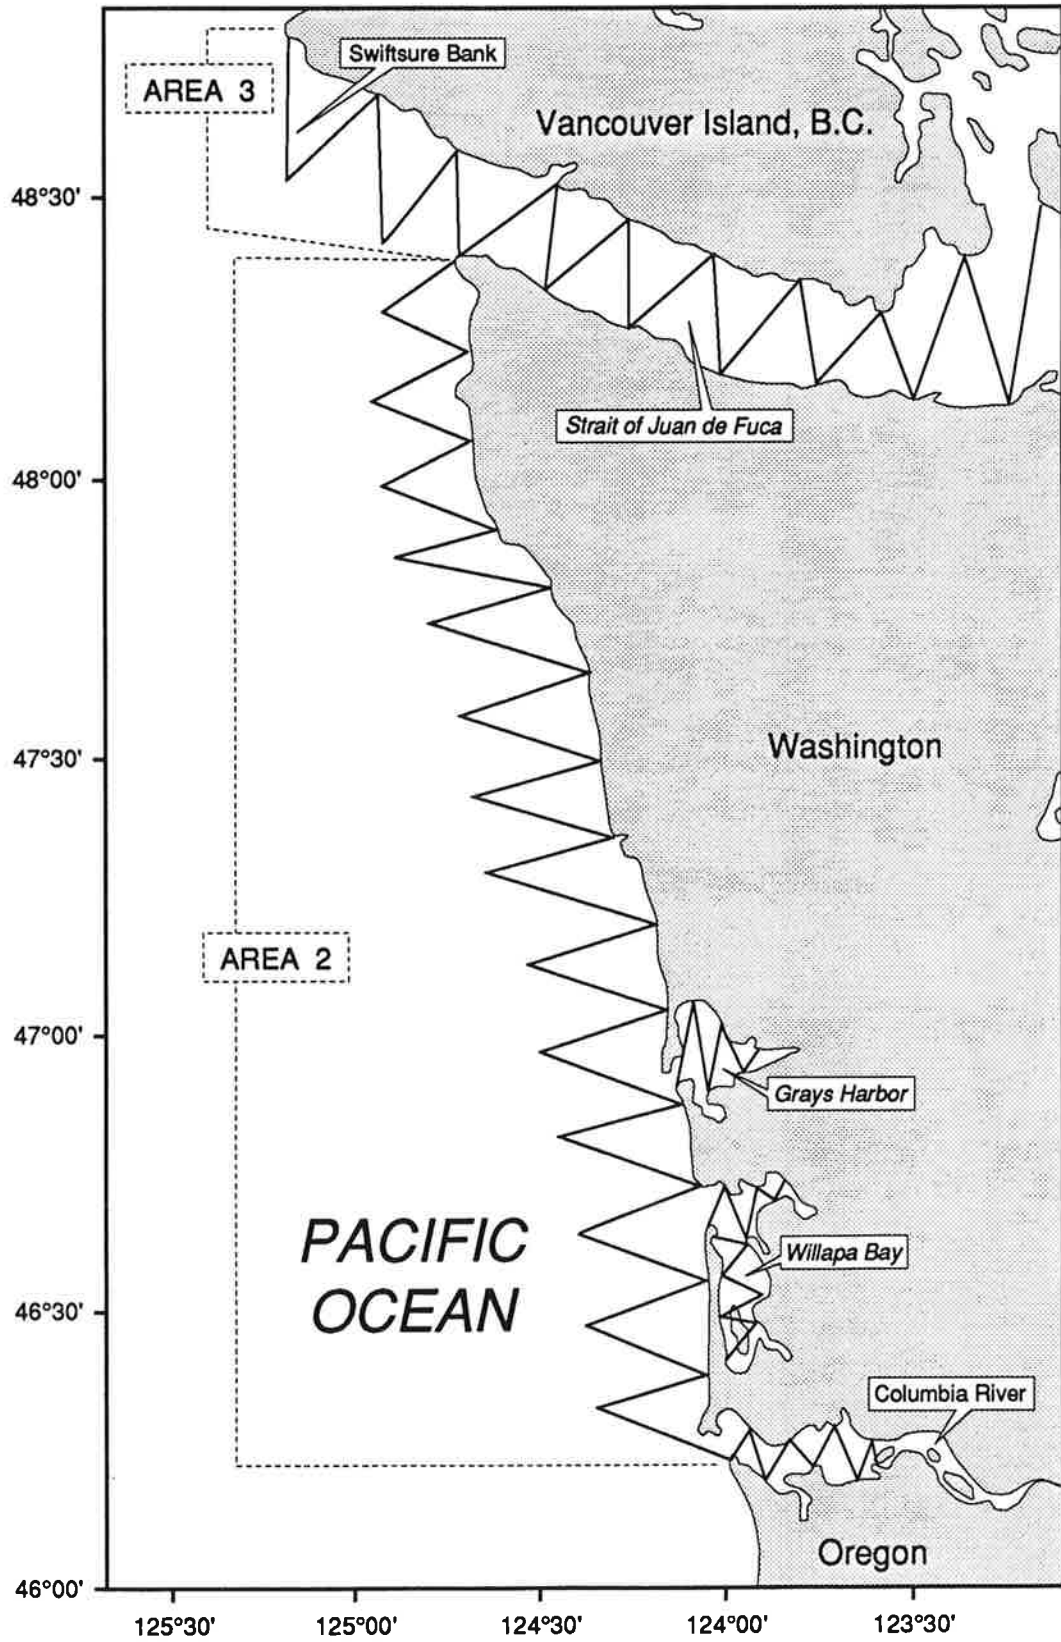 Swiftsure Bank
AREA 3
Vancouver Island, B.C.
48°30'
Strait of Juan de Fuca
48°00'
Washington
47°30'
AREA 2
47°00'
Grays Harbor
PACIFIC
OCEAN
Willapa Bay
46°30'
Columbia River
Oregon
46°00'
125°30' 125°00' 124°30' 124°00' 123°30'